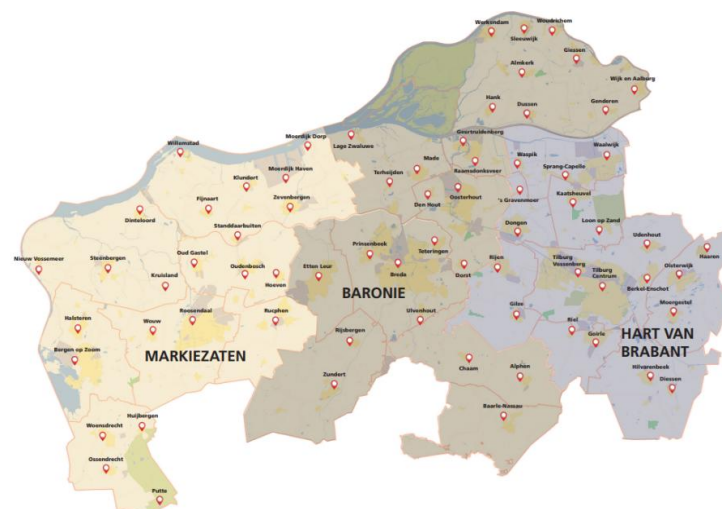 Werkendam
Sleeuwijk
Woudrichem
Giessen
Almkerk
Wijk en Aalburg
Hank
Dussen
Genderen
Willemstad
Moerdijk Dorp
Lage Zwaluwe
Geertruidenberg
Waalwijk
Made
Raamsdonksveer
Waspik
Sprang-Capelle
Klundert
Moerdijk Haven
Terheijden
Den Hout
Oosterhout
's Gravenmoer
Kaatsheuvel
Fijnaart
Zevenbergen
Dinteloord
Standdaarbuiten
Dongen
Loon op Zand
Prinsenbeek
Teteringen
Udenhout
Haaren
Nieuw Vossemeer
Steenbergen
Oud Gastel
Oudenbosch
Hoeven
Etten Leur
Breda
Dorst
Rijen
Tilburg
Vossenberg
Tilburg
Centrum
Oisterwijk
Berkel-Enschot
Kruisland
BARONIE
Moergestel
Halsteren
Wouw
Roosendaal
Rucphen
Ulvenhout
Gilze
Riel
Goirle
HART VAN
BRABANT
Rijsbergen
Bergen op Zoom
MARKIEZATEN
Chaam
Alphen
Hilvarenbeek
Diessen
Zundert
Baarle-Nassau
Huijbergen
Woensdrecht
Ossendrecht
Putte